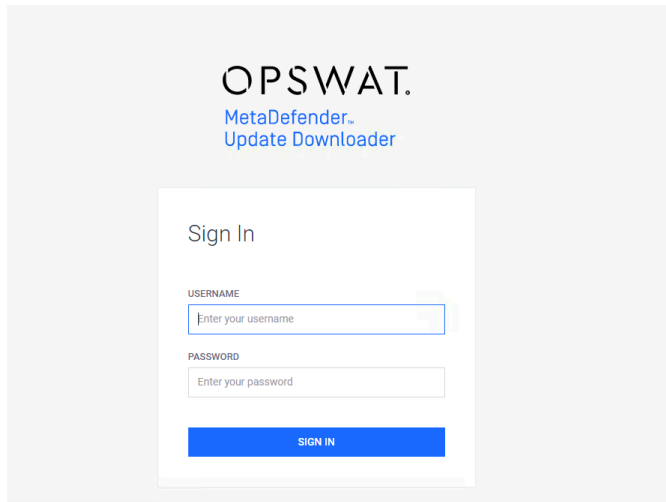 OPSWAT.
MetaDefender™
Update Downloader
Sign In
USERNAME
Enter your username
PASSWORD
Enter your password
SIGN IN